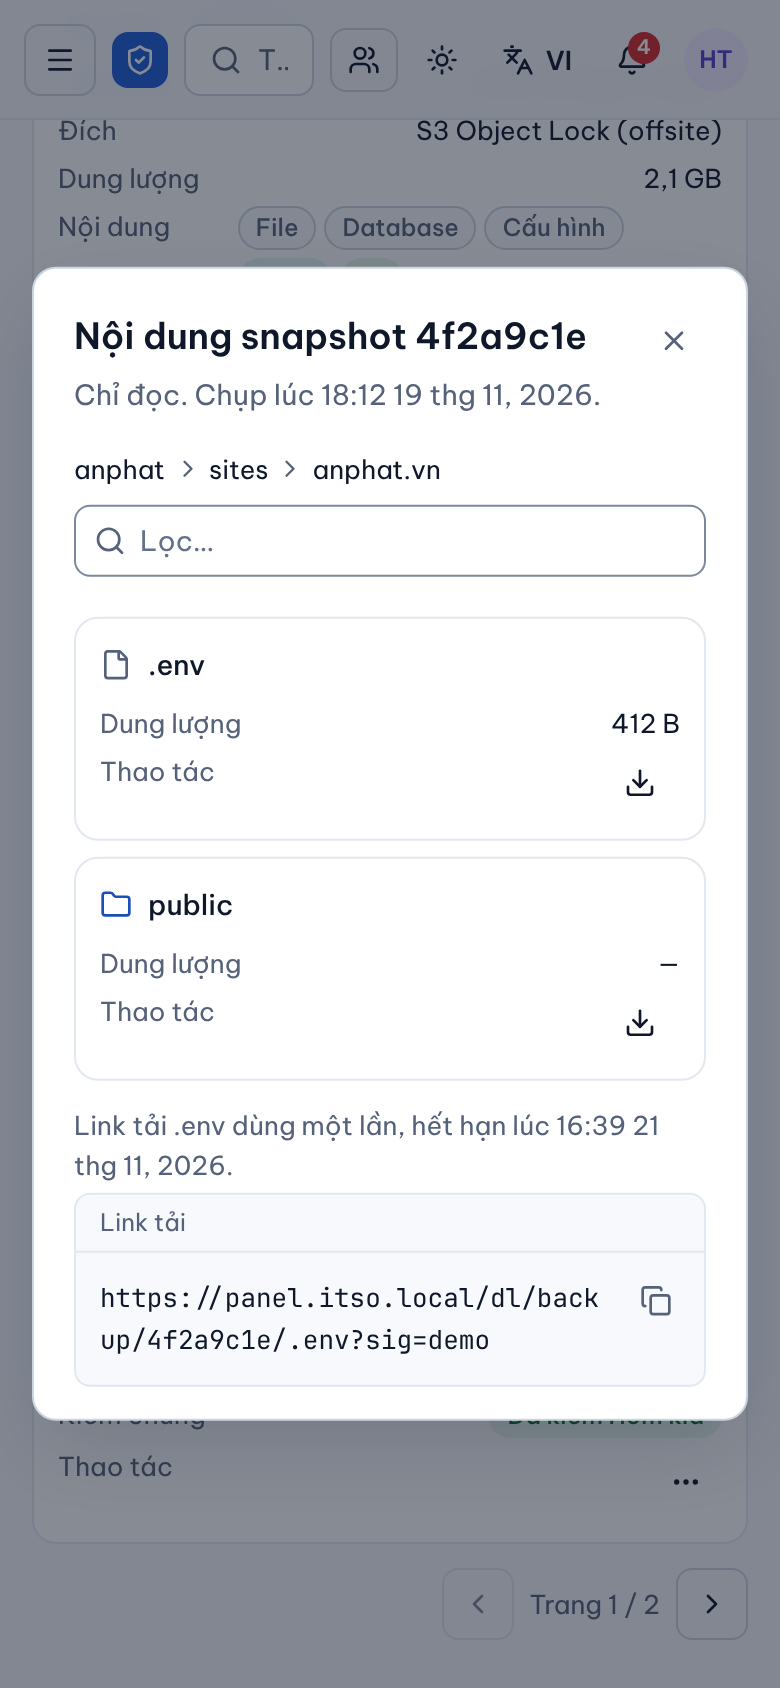 T..
VI
4
HT
Đích
S3 Object Lock (offsite)
Dung lượng
2,1 GB
Nội dung
File
Database
Cấu hình
Nội dung snapshot 4f2a9c1e
Chỉ đọc. Chụp lúc 18:12 19 thg 11, 2026.
anphat > sites > anphat.vn
Lọc...
.env
Dung lượng
412 B
Thao tác
public
Dung lượng
—
Thao tác
Link tải .env dùng một lần, hết hạn lúc 16:39 21
thg 11, 2026.
Link tải
https://panel.itso.local/dl/back
up/4f2a9c1e/.env?sig=demo
Thao tác
Trang 1 / 2